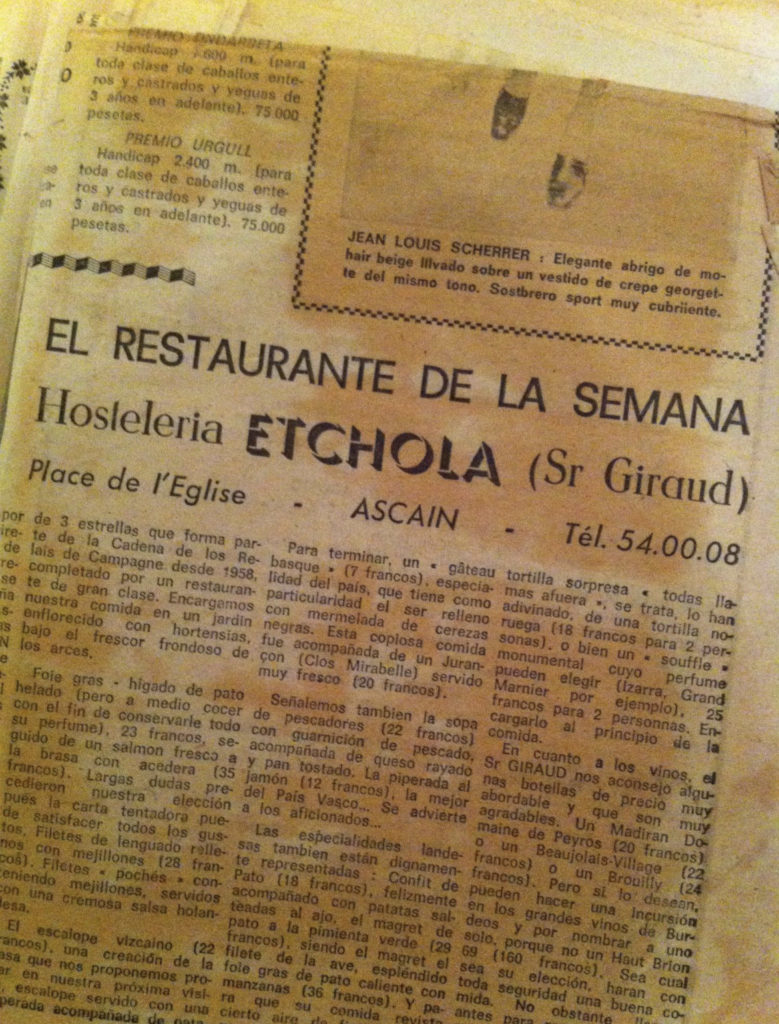 PREMIO ONDARRETA
Handicap 1.600 m. (para
toda clase de caballos ente-
ros y castrados y yeguas de
3 años en adelante). 75.000
pesetas.
PREMIO URGULL
Handicap 2.400 m. (para
toda clase de caballos ente-
ros y castrados y yeguas de
3 años en adelante). 75.000
pesetas.
JEAN LOUIS SCHERRER : Elegante abrigo de mo-
hair beige lllvado sobre un vestido de crepe georget-
te del mismo tono. Sostbrero sport muy cubriiente.
EL RESTAURANTE DE LA SEMANA
Hosteleria ETCHOLA (Sr Giraud)
Place de l'Eglise - ASCAIN - Tél. 54.00.08
por de 3 estrellas que forma par-
te de la Cadena de los Re-
lais de Campagne desde 1958,
completado por un restauran-
te de gran clase. Encargamos
nuestra comida en un jardin
enflorecido con hortensias,
bajo el frescor frondoso de
los arces.
Foie gras - higado de pato
helado (pero a medio cocer
con el fin de conservarle todo
su perfume), 23 francos, se-
guido de un salmon fresco a
la brasa con acedera (35
francos). Largas dudas pre-
cedieron nuestra elección
pués la carta tentadora pue-
de satisfacer todos los gus-
tos. Filetes de lenguado relle-
nos con mejillones (28 fran-
cos). Filetes « pochés » con-
teniendo mejillones, servidos
con una cremosa salsa holan-
desa.
El escalope vizcaino (22
francos), una creación de la
casa que nos proponemos pro-
bar en nuestra próxima visi-
escalope servido con una
Para terminar, un « gâteau
basque » (7 francos), especia-
lidad del país, que tiene como
particularidad el ser relleno
con mermelada de cerezas
negras. Esta copiosa comida
fue acompañada de un Juran-
çon (Clos Mirabelle) servido
muy fresco (20 francos).
Señalemos tambien la sopa
de pescadores (22 francos)
con guarnición de pescado,
acompañada de queso rayado
y pan tostado. La piperada al
jamón (12 francos), la mejor
del País Vasco... Se advierte
a los aficionados...
Las especialidades lande-
sas tambien están dignamen-
te representadas : Confit de
Pato (18 francos), felizmente
acompañado con patatas sal-
teadas al ajo, el magret de
pato a la pimienta verde (29
francos), siendo el magret el
filete de la ave, espléndido
foie gras de pato caliente con
manzanas (36 francos). Y pa-
ra que su comida revista
cierto aire de
tortilla sorpresa « todas lla-
mas afuera », se trata, lo han
adivinado, de una tortilla no-
ruega (18 francos para 2 per-
sonas), o bien un « souffle »
monumental cuyo perfume
pueden elegir (Izarra, Grand
Marnier por ejemplo), 25
francos para 2 personnas. En-
cargarlo al principio de la
comida.
En cuanto a los vinos, el
Sr GIRAUD nos aconsejo algu-
nas botellas de precio muy
abordable y que son muy
agradables. Un Madiran Do-
maine de Peyros (20 francos)
o un Beaujolais-Village (22
francos) o un Brouilly (24
francos). Pero si lo desean,
pueden hacer una incursión
en los grandes vinos de Bur-
deos y por nombrar a uno
solo, porque no un Haut Brion
69 (160 francos). Sea cual
sea su elección, harán con
toda seguridad una buena co-
mida. No obstante
antes para